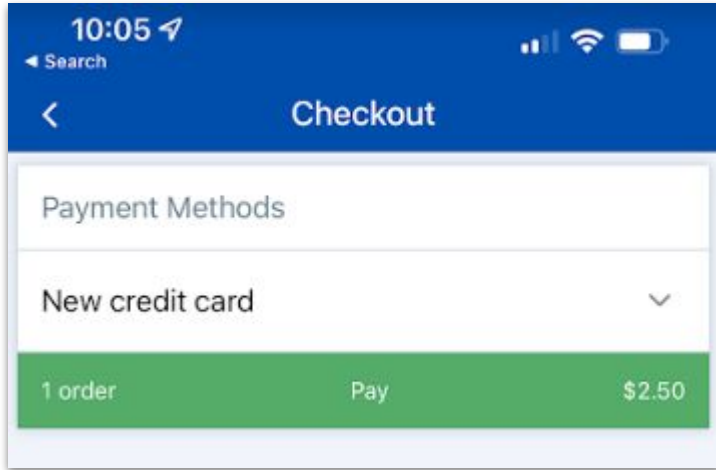 10:05
◄ Search
Checkout
Payment Methods
New credit card
1 order Pay $2.50